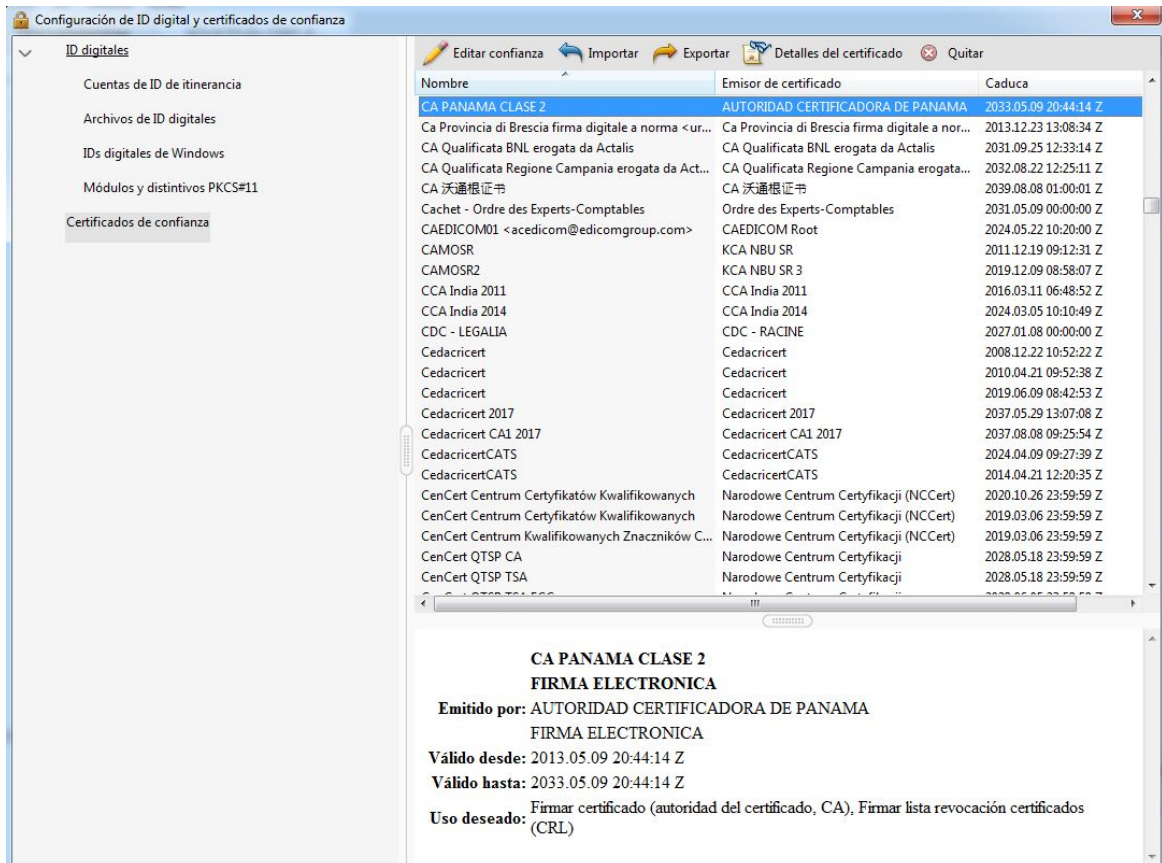 Configuración de ID digital y certificados de confianza
ID digitales
Cuentas de ID de itinerancia
Archivos de ID digitales
IDs digitales de Windows
Módulos y distintivos PKCS#11
Certificados de confianza
Editar confianza Importar Exportar Detalles del certificado Quitar
Nombre Emisor de certificado Caduca
CA PANAMA CLASE 2 AUTORIDAD CERTIFICADORA DE PANAMA 2033.05.09 20:44:14 Z
Ca Provincia di Brescia firma digitale a norma <ur... Ca Provincia di Brescia firma digitale a nor... 2013.12.23 13:08:34 Z
CA Qualificata BNL erogata da Actalis CA Qualificata BNL erogata da Actalis 2031.09.25 12:33:14 Z
CA Qualificata Regione Campania erogata da Act... CA Qualificata Regione Campania erogata... 2032.08.22 12:25:11 Z
CA 沃通根证书 CA 沃通根证书 2039.08.08 01:00:01 Z
Cachet - Ordre des Experts-Comptables Ordre des Experts-Comptables 2031.05.09 00:00:00 Z
CAEDICOM01 <acedicom@edicomgroup.com> CAEDICOM Root 2024.05.22 10:20:00 Z
CAMOSR KCA NBU SR 2011.12.19 09:12:31 Z
CAMOSR2 KCA NBU SR 3 2019.12.09 08:58:07 Z
CCA India 2011 CCA India 2011 2016.03.11 06:48:52 Z
CCA India 2014 CCA India 2014 2024.03.05 10:10:49 Z
CDC - LEGALIA CDC - RACINE 2027.01.08 00:00:00 Z
Cedacricert Cedacricert 2008.12.22 10:52:22 Z
Cedacricert Cedacricert 2010.04.21 09:52:38 Z
Cedacricert Cedacricert 2019.06.09 08:42:53 Z
Cedacricert 2017 Cedacricert 2017 2037.05.29 13:07:08 Z
Cedacricert CA1 2017 Cedacricert CA1 2017 2037.08.08 09:25:54 Z
CedacricertCATS CedacricertCATS 2024.04.09 09:27:39 Z
CedacricertCATS CedacricertCATS 2014.04.21 12:20:35 Z
CenCert Centrum Certyfikatów Kwalifikowanych Narodowe Centrum Certyfikacji (NCCert) 2020.10.26 23:59:59 Z
CenCert Centrum Certyfikatów Kwalifikowanych Narodowe Centrum Certyfikacji (NCCert) 2019.03.06 23:59:59 Z
CenCert Centrum Kwalifikowanych Znaczników C... Narodowe Centrum Certyfikacji (NCCert) 2019.03.06 23:59:59 Z
CenCert QTSP CA Narodowe Centrum Certyfikacji 2028.05.18 23:59:59 Z
CenCert QTSP TSA Narodowe Centrum Certyfikacji 2028.05.18 23:59:59 Z
CA PANAMA CLASE 2
FIRMA ELECTRONICA
Emitido por: AUTORIDAD CERTIFICADORA DE PANAMA
FIRMA ELECTRONICA
Válido desde: 2013.05.09 20:44:14 Z
Válido hasta: 2033.05.09 20:44:14 Z
Uso deseado: Firmar certificado (autoridad del certificado, CA), Firmar lista revocación certificados
(CRL)